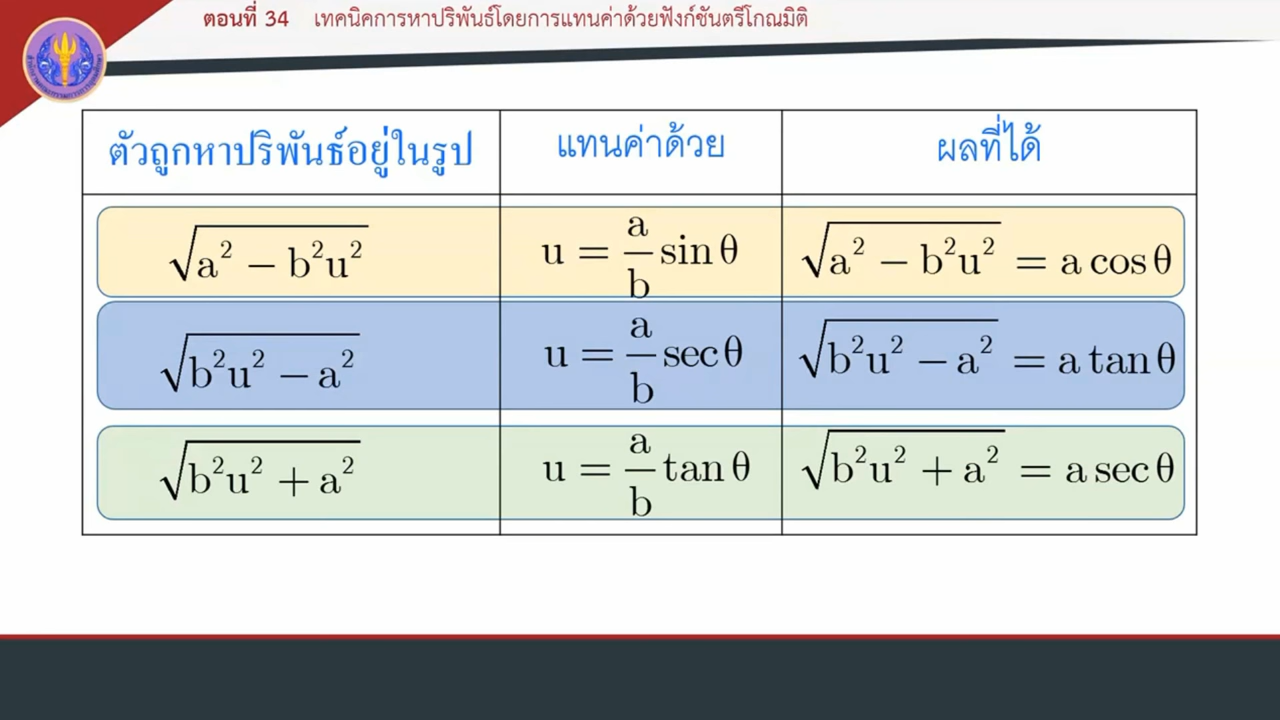 ตอนที่ 34 เทคนิคการหาปริพันธ์โดยการแทนค่าด้วยฟังก์ชันตรีโกณมิติ
ตัวถูกหาปริพันธ์อยู่ในรูป แทนค่าด้วย ผลที่ได้
√(a² − b²u²) u = a/b sin θ √(a² − b²u²) = a cos θ
√(b²u² − a²) u = a/b sec θ √(b²u² − a²) = a tan θ
√(b²u² + a²) u = a/b tan θ √(b²u² + a²) = a sec θ